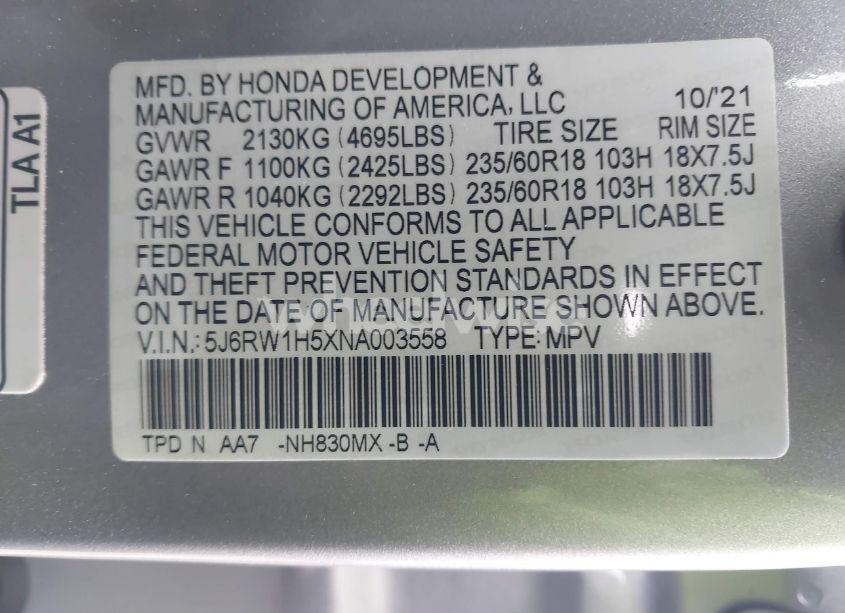 TLA A1
MFD. BY HONDA DEVELOPMENT &
MANUFACTURING OF AMERICA, LLC 10/'21
GVWR 2130KG (4695LBS) TIRE SIZE RIM SIZE
GAWR F 1100KG (2425LBS) 235/60R18 103H 18X7.5J
GAWR R 1040KG (2292LBS) 235/60R18 103H 18X7.5J
THIS VEHICLE CONFORMS TO ALL APPLICABLE
FEDERAL MOTOR VEHICLE SAFETY
AND THEFT PREVENTION STANDARDS IN EFFECT
ON THE DATE OF MANUFACTURE SHOWN ABOVE.
V.I.N.: 5J6RW1H5XNA003558 TYPE: MPV
TPD N AA7 -NH830MX -B -A